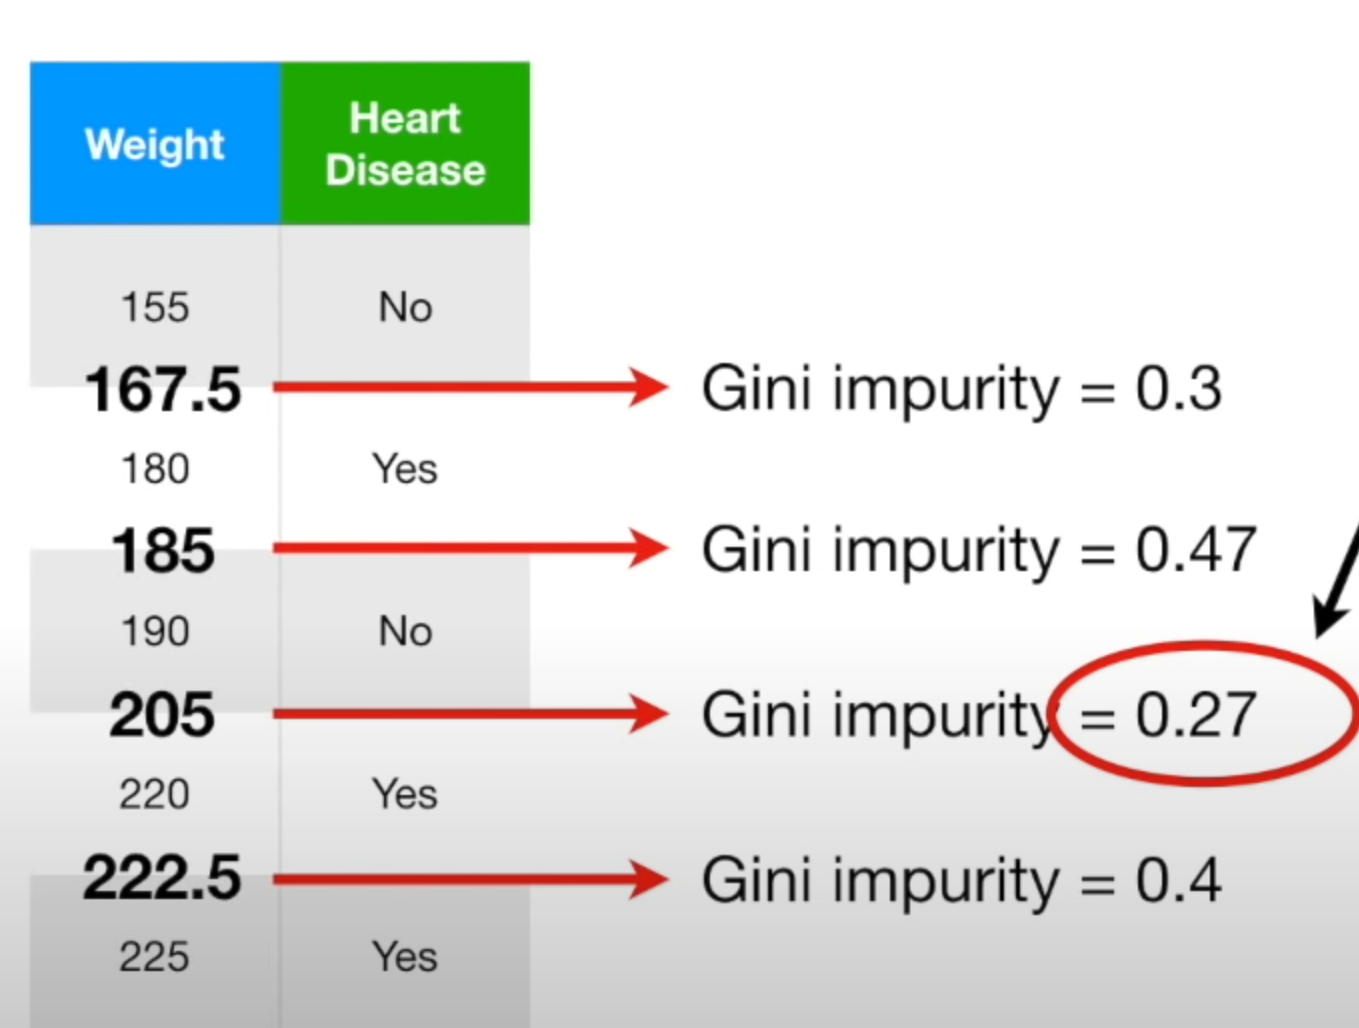 Weight
Heart
Disease
155 No
167.5 Gini impurity = 0.3
180 Yes
185 Gini impurity = 0.47
190 No
205 Gini impurity = 0.27
220 Yes
222.5 Gini impurity = 0.4
225 Yes